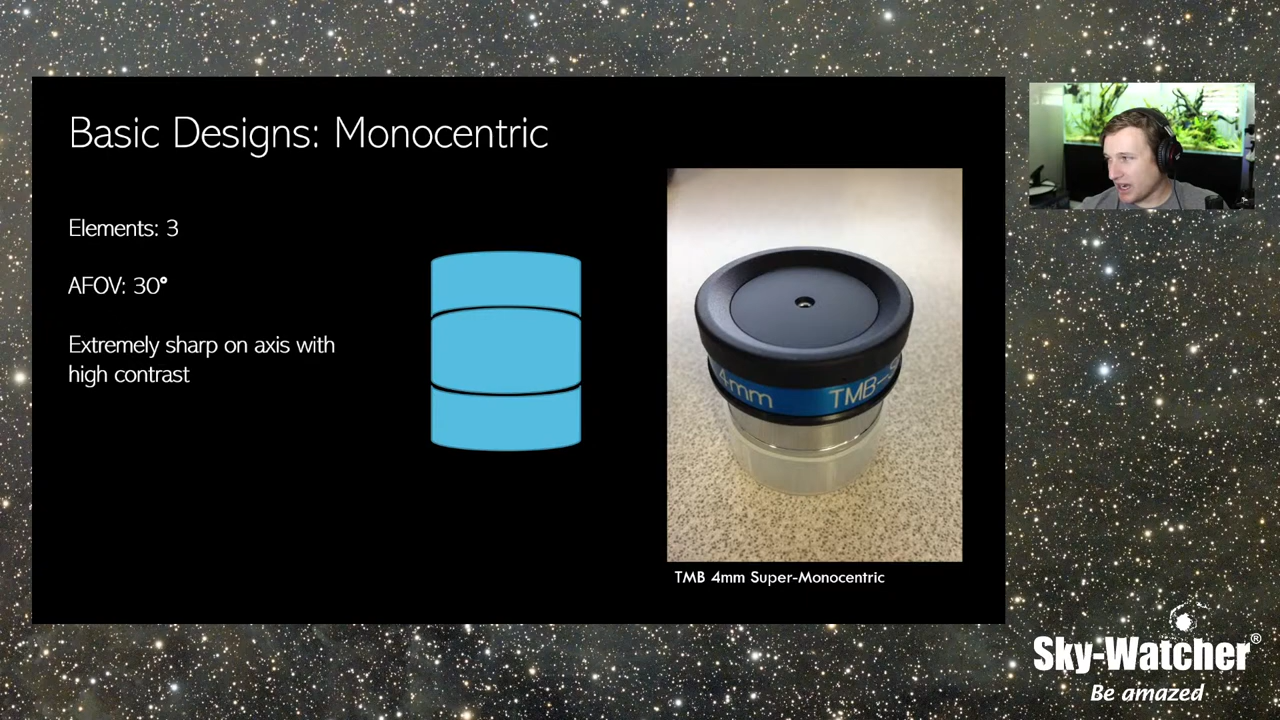 Basic Designs: Monocentric
Elements: 3
AFOV: 30°
Extremely sharp on axis with
high contrast
4mm TMB-S
TMB 4mm Super-Monocentric
Sky-Watcher®
Be amazed